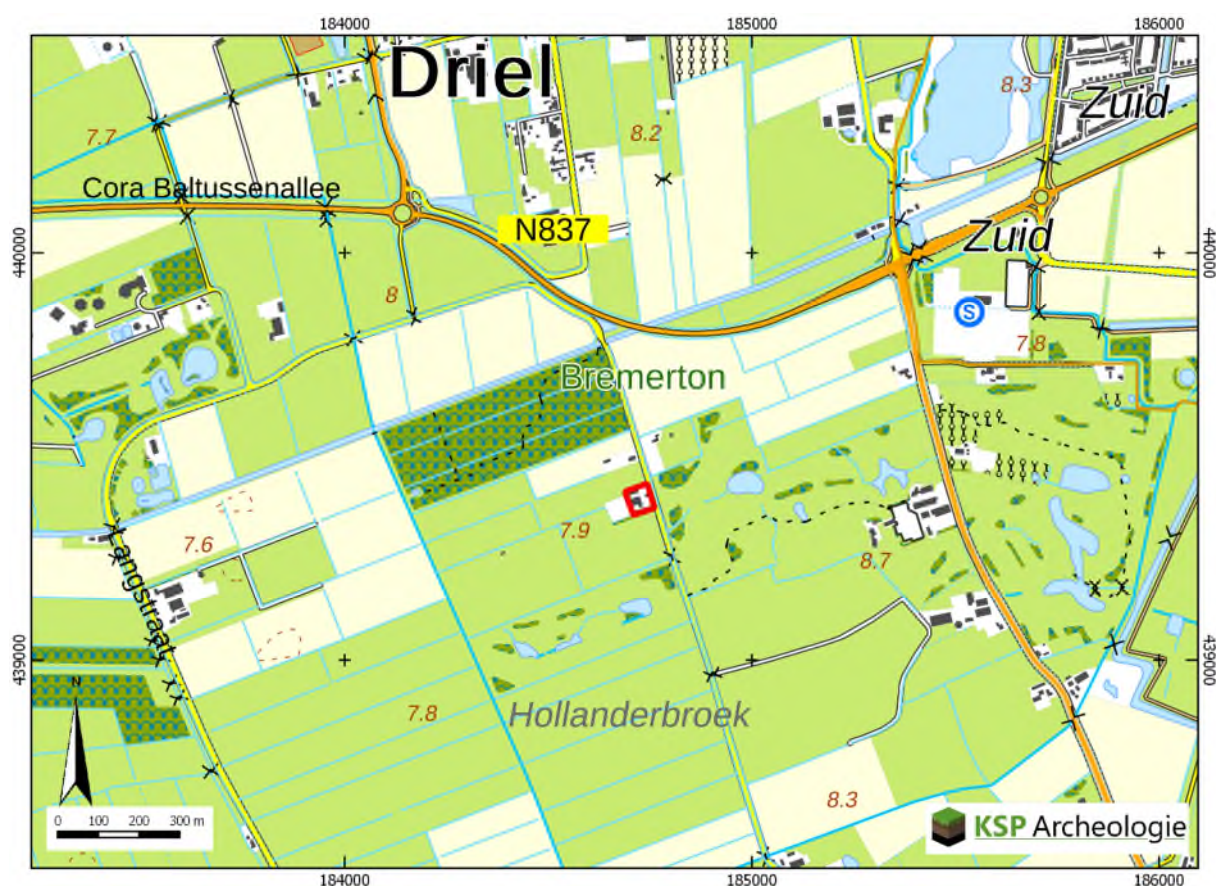 184000
185000
186000
Driel
8.3
Zuid
7.7
8.2
Cora Baltussenallee
N837
Zuid
440000
440000
8
S
7.8
Bremerton
7.9
7.6
8.7
Langstraat
439000
439000
N
7.8
Hollanderbroek
8.3
0 100 200 300 m
KSP Archeologie
184000
185000
186000